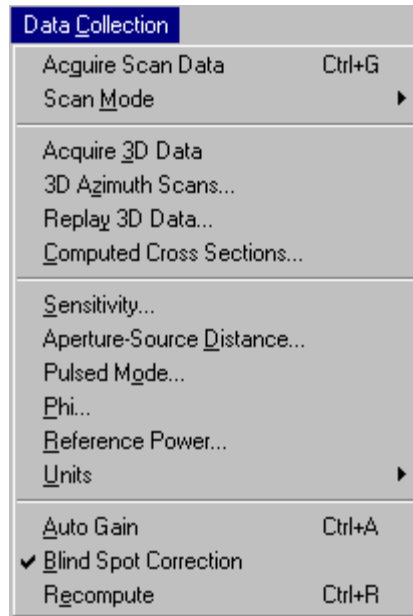 Data Collection
Acquire Scan Data Ctrl+G
Scan Mode
Acquire 3D Data
3D Azimuth Scans...
Replay 3D Data...
Computed Cross Sections...
Sensitivity...
Aperture-Source Distance...
Pulsed Mode...
Phi...
Reference Power...
Units
Auto Gain Ctrl+A
Blind Spot Correction
Recompute Ctrl+R